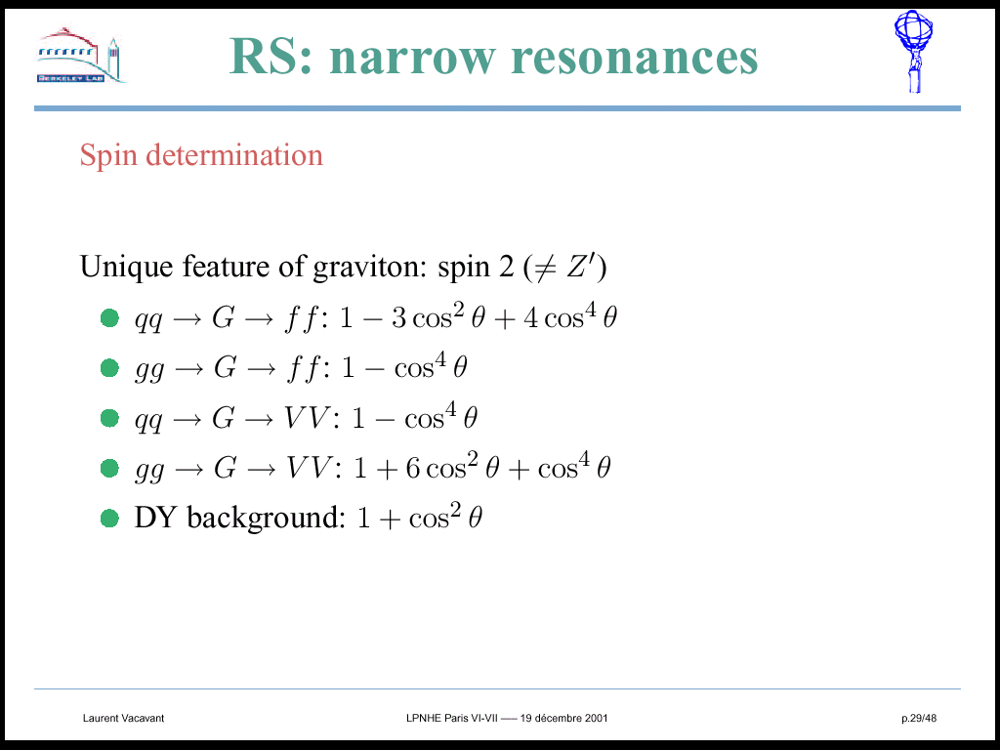 BERKELEY LAB
RS: narrow resonances
Spin determination
Unique feature of graviton: spin 2 (≠ Z′)
qq → G → ff: 1 − 3 cos² θ + 4 cos⁴ θ
gg → G → ff: 1 − cos⁴ θ
qq → G → VV: 1 − cos⁴ θ
gg → G → VV: 1 + 6 cos² θ + cos⁴ θ
DY background: 1 + cos² θ
Laurent Vacavant
LPNHE Paris VI-VII —– 19 décembre 2001
p.29/48